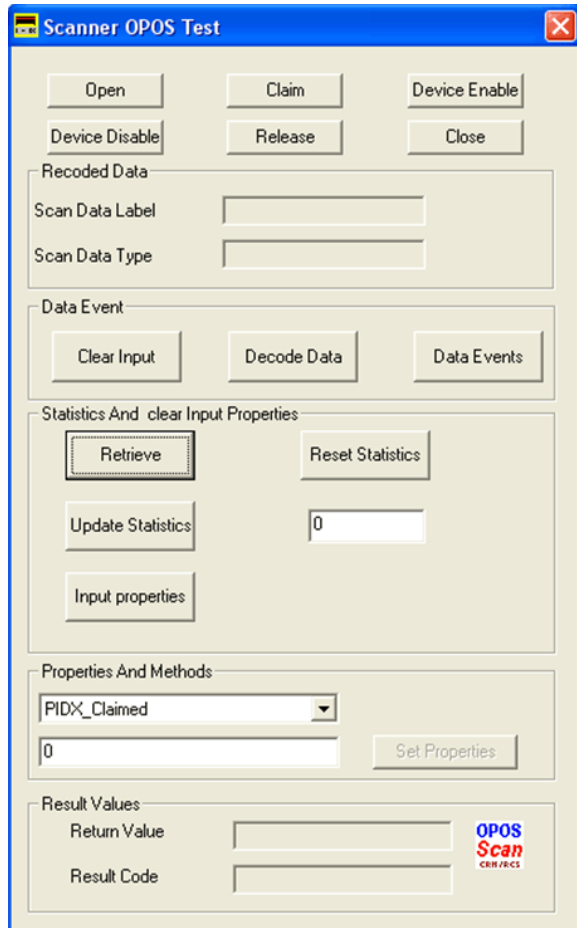 Scanner OPOS Test
Open Claim Device Enable
Device Disable Release Close
Recoded Data
Scan Data Label
Scan Data Type
Data Event
Clear Input Decode Data Data Events
Statistics And clear Input Properties
Retrieve Reset Statistics
Update Statistics 0
Input properties
Properties And Methods
PIDX_Claimed
0 Set Properties
Result Values
Return Value
Result Code
OPOS
Scan
CRM/RCS